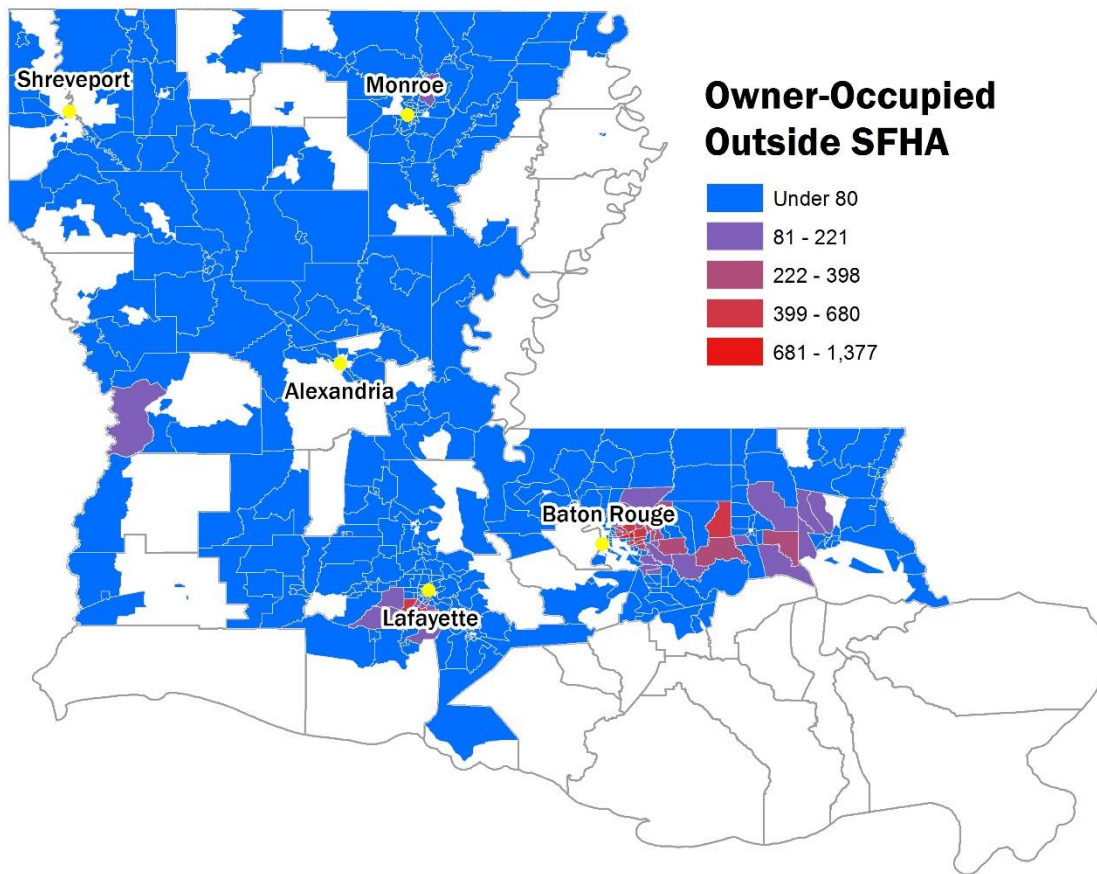 Shreveport
Monroe
Owner-Occupied
Outside SFHA
Under 80
81 - 221
222 - 398
399 - 680
681 - 1,377
Alexandria
Baton Rouge
Lafayette